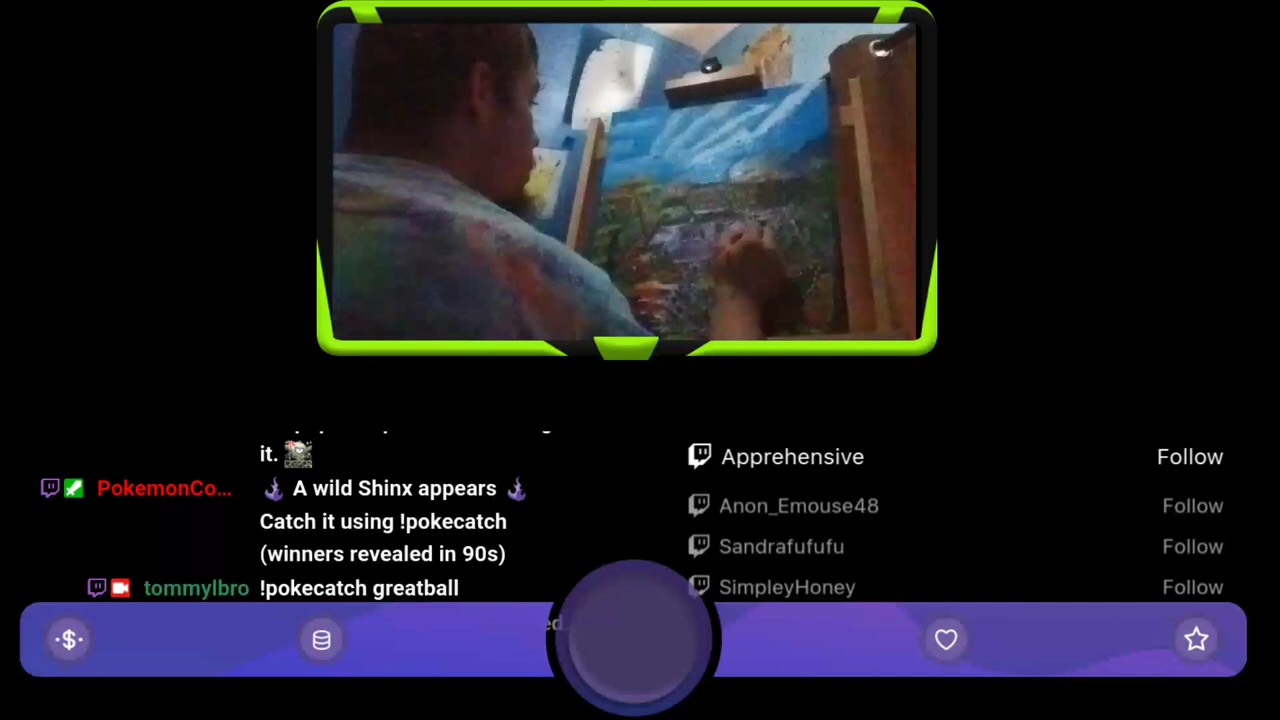 it.
PokemonCo... A wild Shinx appears
Catch it using !pokecatch
(winners revealed in 90s)
tommylbro !pokecatch greatball
ed.
Apprehensive Follow
Anon_Emouse48 Follow
Sandrafufufu Follow
SimpleyHoney Follow